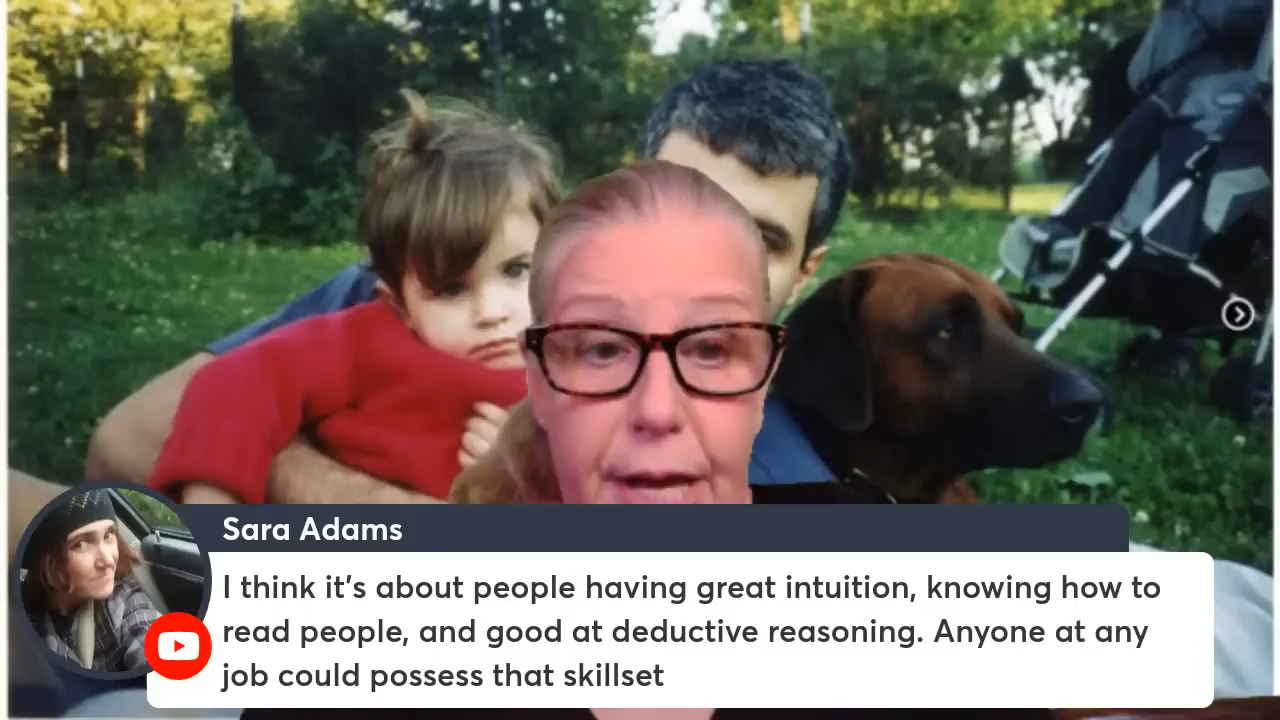 Sara Adams
I think it's about people having great intuition, knowing how to
read people, and good at deductive reasoning. Anyone at any
job could possess that skillset